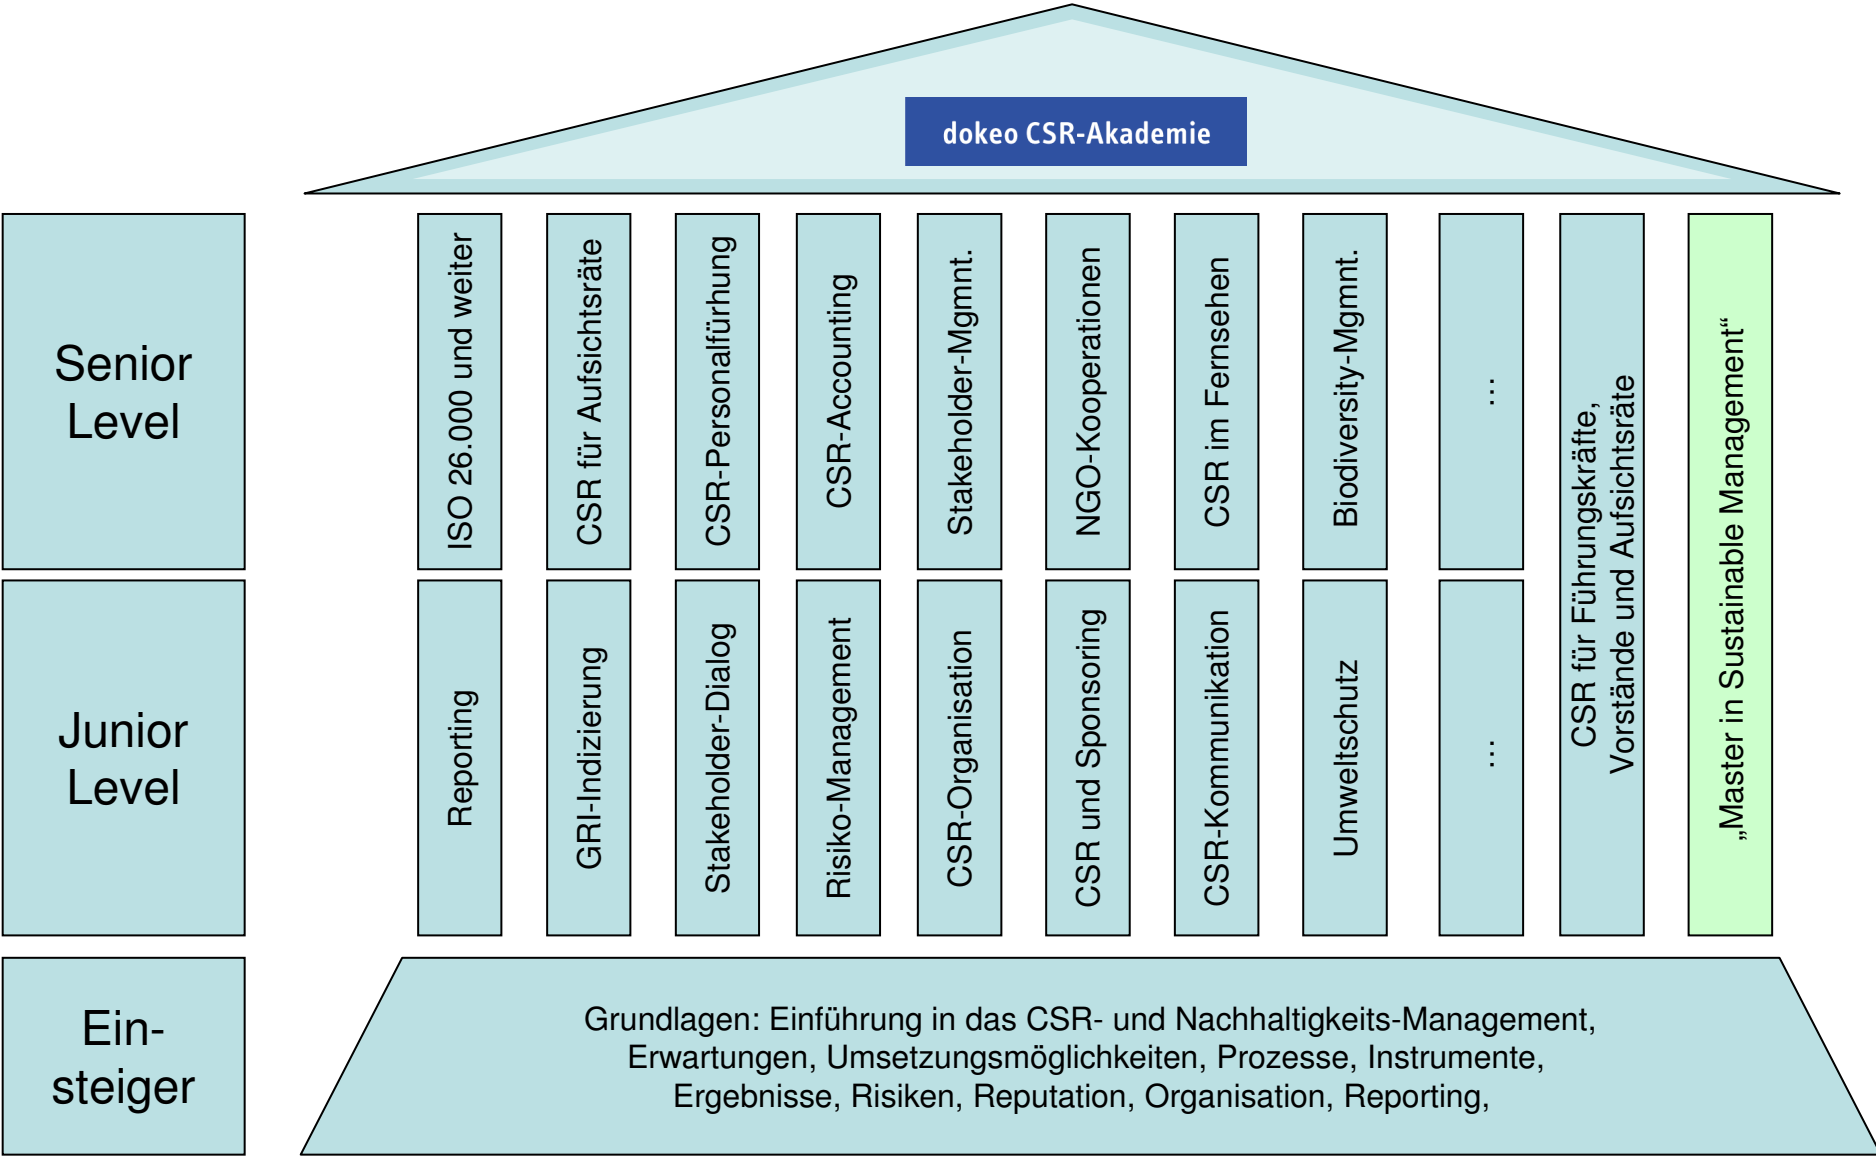 dokeo CSR-Akademie
Senior
Level
ISO 26.000 und weiter
CSR für Aufsichtsräte
CSR-Personalfürhung
CSR-Accounting
Stakeholder-Mgmnt.
NGO-Kooperationen
CSR im Fernsehen
Biodiversity-Mgmnt.
…
CSR für Führungskräfte,
Vorstände und Aufsichtsräte
„Master in Sustainable Management“
Junior
Level
Reporting
GRI-Indizierung
Stakeholder-Dialog
Risiko-Management
CSR-Organisation
CSR und Sponsoring
CSR-Kommunikation
Umweltschutz
…
Ein-
steiger
Grundlagen: Einführung in das CSR- und Nachhaltigkeits-Management,
Erwartungen, Umsetzungsmöglichkeiten, Prozesse, Instrumente,
Ergebnisse, Risiken, Reputation, Organisation, Reporting,